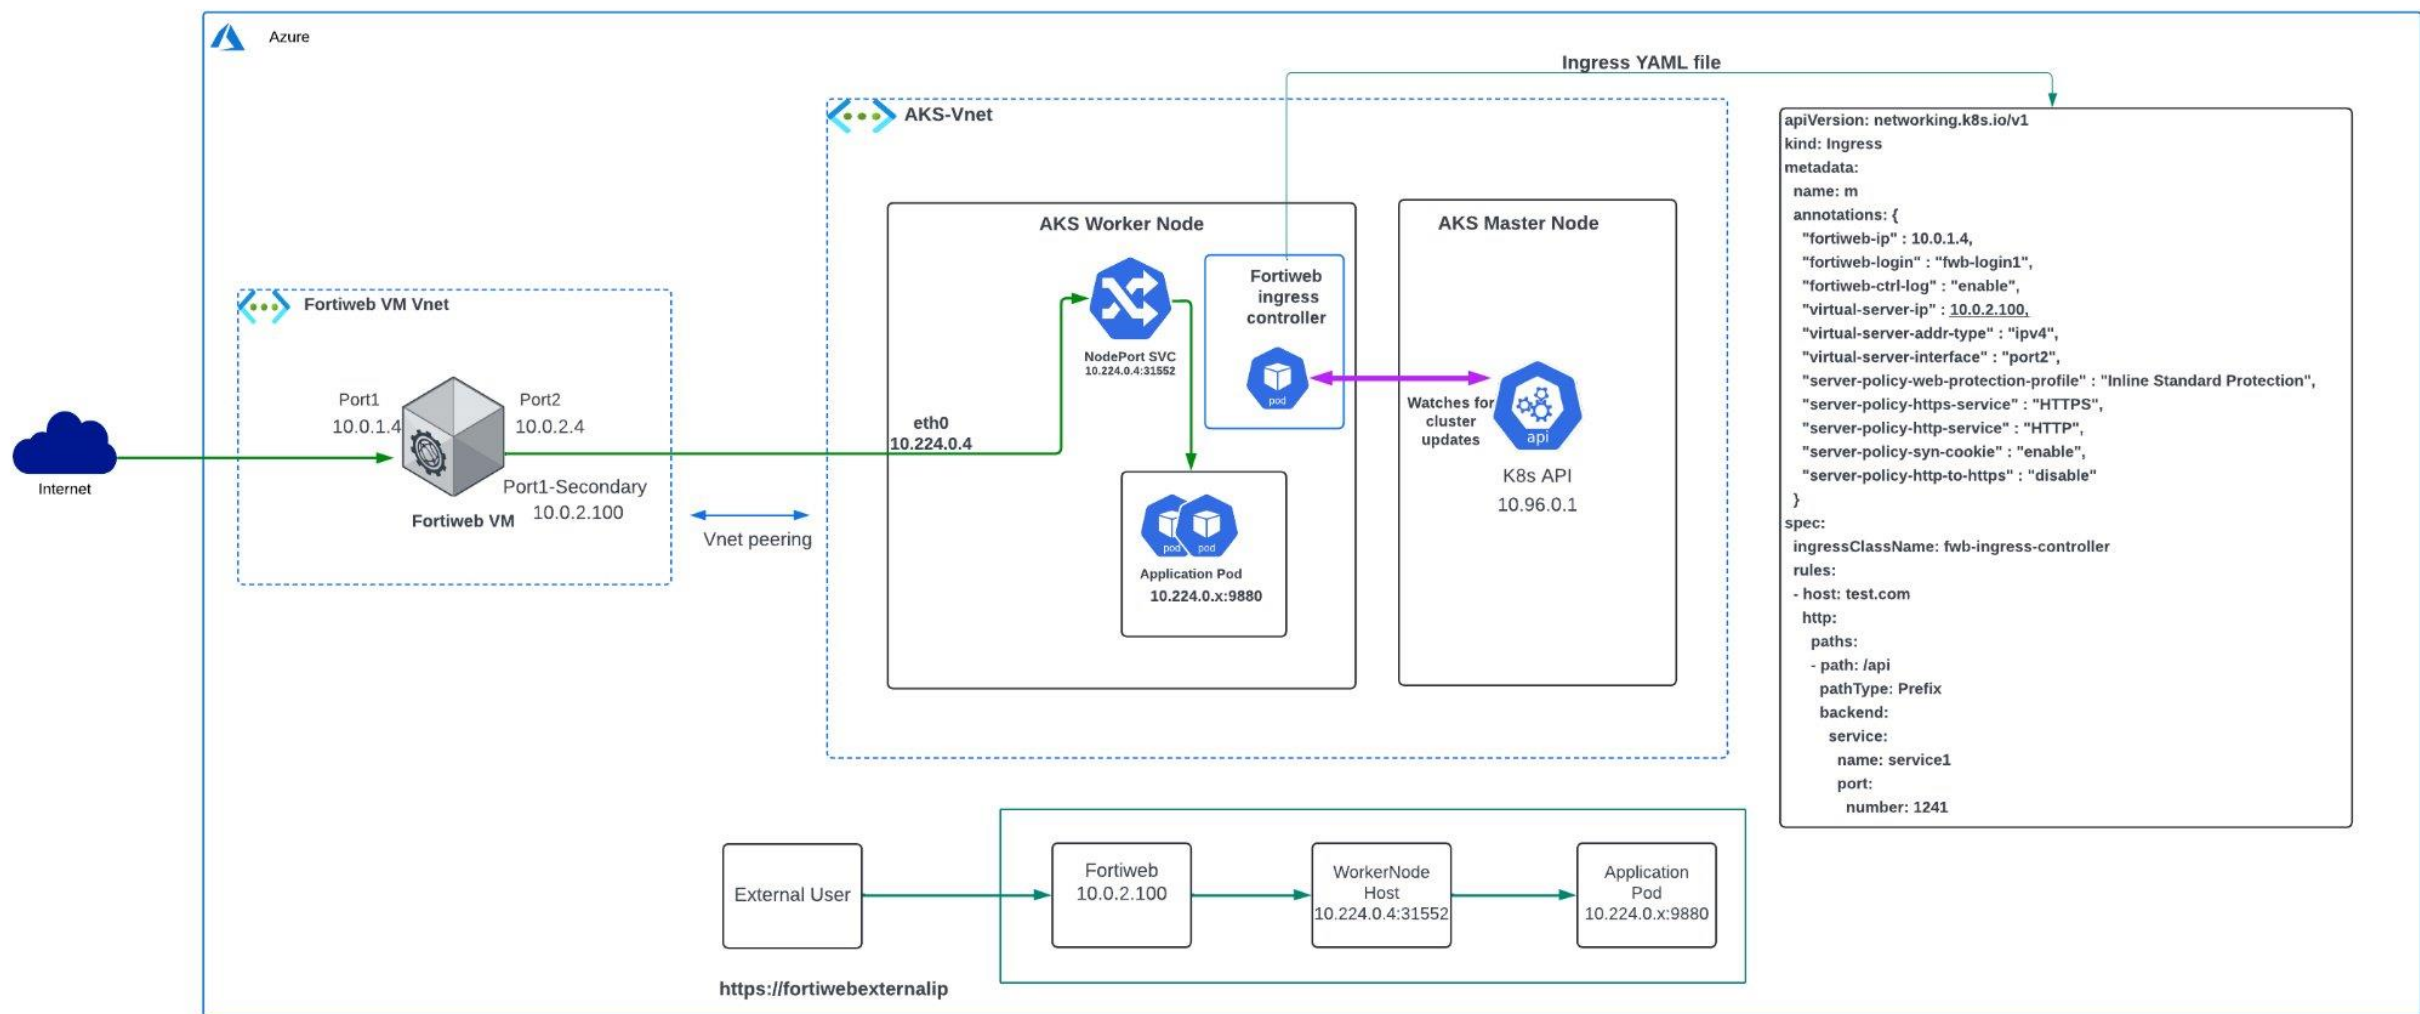 Azure
Ingress YAML file
AKS-Vnet
AKS Worker Node
AKS Master Node
Fortiweb
ingress
controller
pod
NodePort SVC
10.224.0.4:31552
Watches for
cluster
updates
api
K8s API
10.96.0.1
eth0
10.224.0.4
pod
pod
Application Pod
10.224.0.x:9880
Fortiweb VM Vnet
Port1
10.0.1.4
Port2
10.0.2.4
Port1-Secondary
10.0.2.100
Fortiweb VM
Internet
Vnet peering
apiVersion: networking.k8s.io/v1
kind: Ingress
metadata:
name: m
annotations: {
"fortiweb-ip" : 10.0.1.4,
"fortiweb-login" : "fwb-login1",
"fortiweb-ctrl-log" : "enable",
"virtual-server-ip" : 10.0.2.100,
"virtual-server-addr-type" : "ipv4",
"virtual-server-interface" : "port2",
"server-policy-web-protection-profile" : "Inline Standard Protection",
"server-policy-https-service" : "HTTPS",
"server-policy-http-service" : "HTTP",
"server-policy-syn-cookie" : "enable",
"server-policy-http-to-https" : "disable"
}
spec:
ingressClassName: fwb-ingress-controller
rules:
- host: test.com
http:
paths:
- path: /api
pathType: Prefix
backend:
service:
name: service1
port:
number: 1241
External User
Fortiweb
10.0.2.100
WorkerNode
Host
10.224.0.4:31552
Application
Pod
10.224.0.x:9880
https://fortiwebexternalip